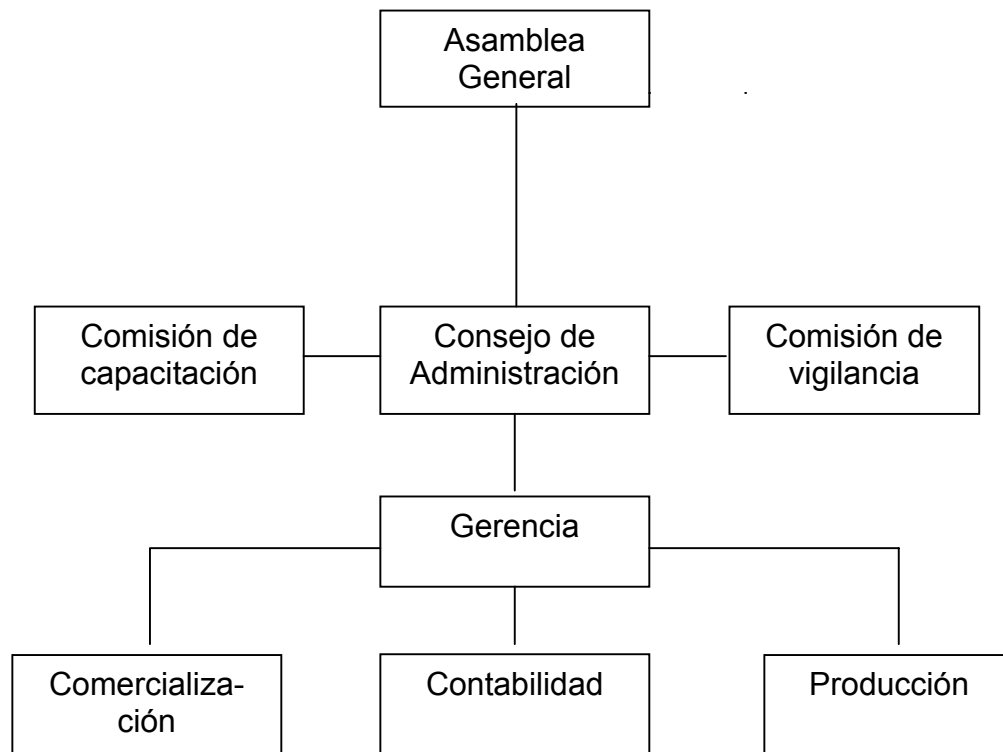 Asamblea
General
Comisión de
capacitación
Consejo de
Administración
Comisión de
vigilancia
Gerencia
Comercializa-
ción
Contabilidad
Producción